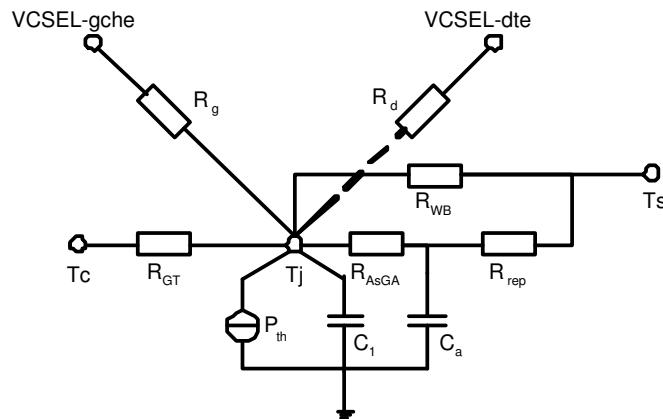 VCSEL-gche
VCSEL-dte
Rg
Rd
RWB
Ts
Tc
RGT
Tj
RAsGA
Rrep
Pth
C1
Ca